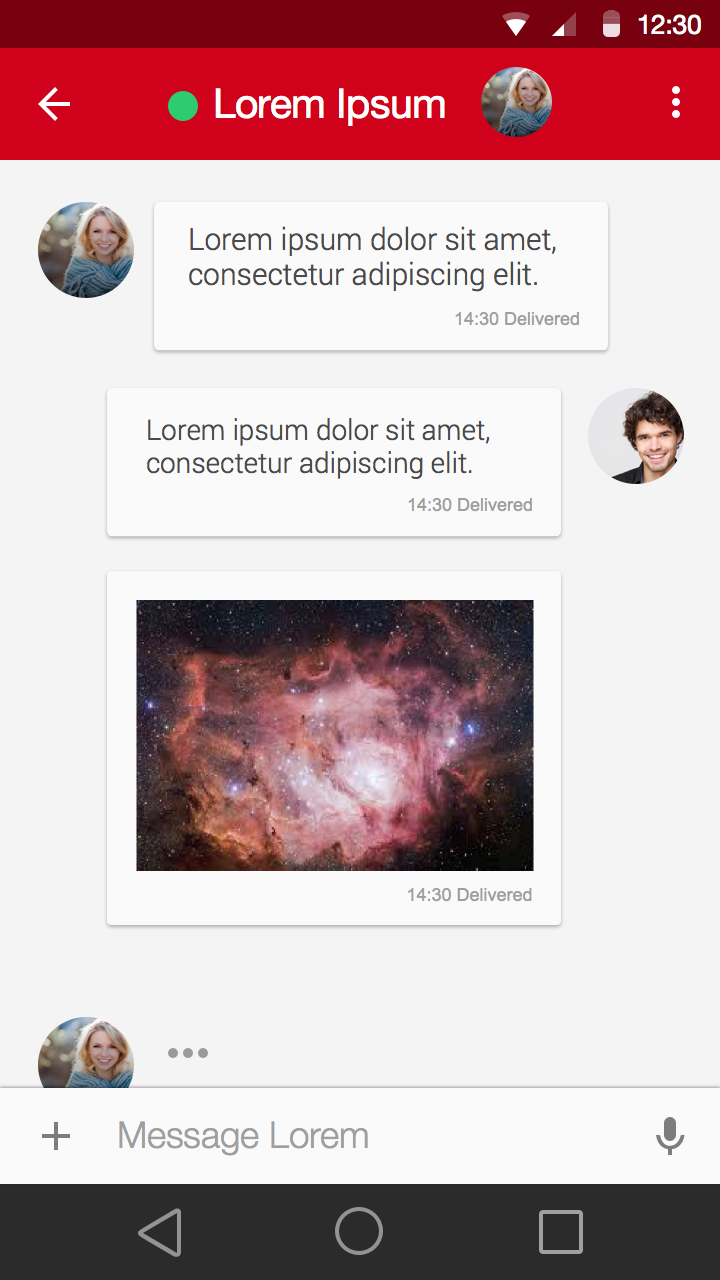 12:30
Lorem Ipsum
Lorem ipsum dolor sit amet,
consectetur adipiscing elit.
14:30 Delivered
Lorem ipsum dolor sit amet,
consectetur adipiscing elit.
14:30 Delivered
14:30 Delivered
Message Lorem